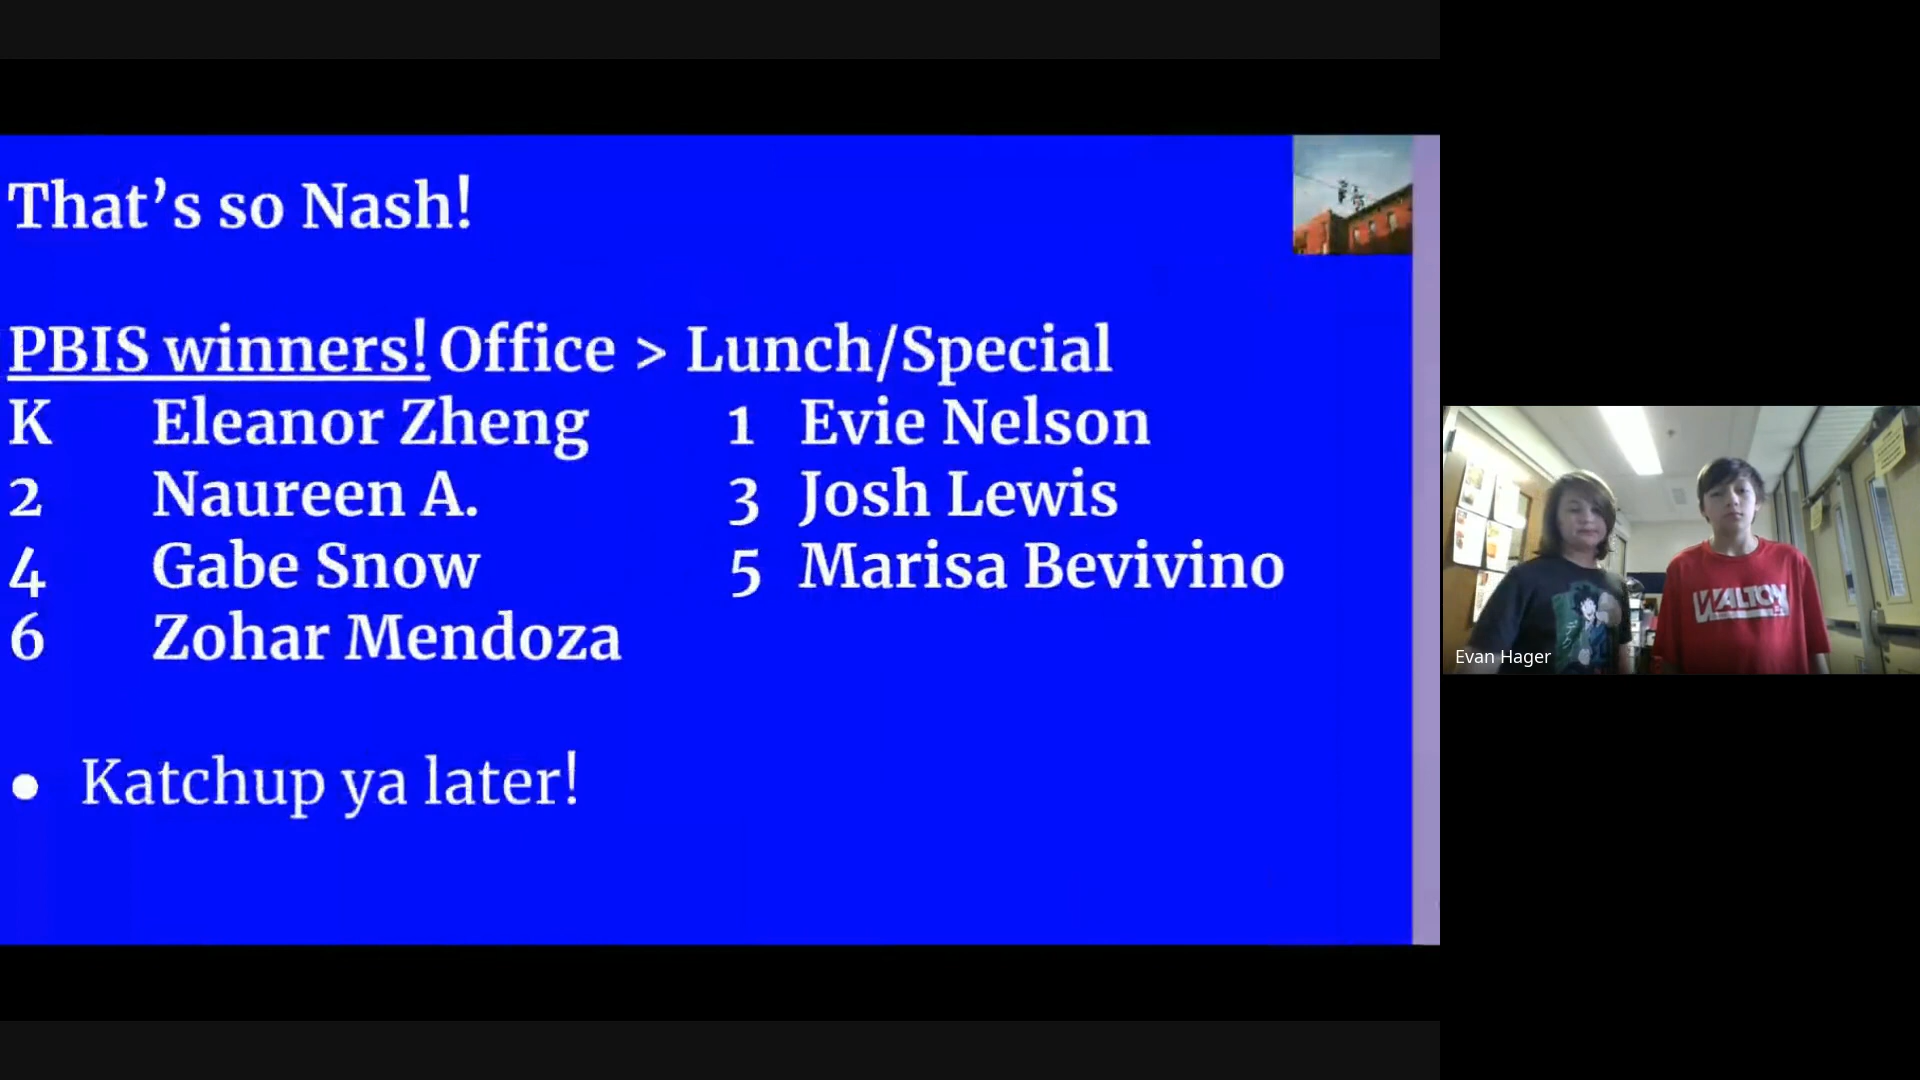 That’s so Nash!
PBIS winners! Office > Lunch/Special
K Eleanor Zheng 1 Evie Nelson
2 Naureen A. 3 Josh Lewis
4 Gabe Snow 5 Marisa Bevivino
6 Zohar Mendoza
• Katchup ya later!
WALTON
Evan Hager